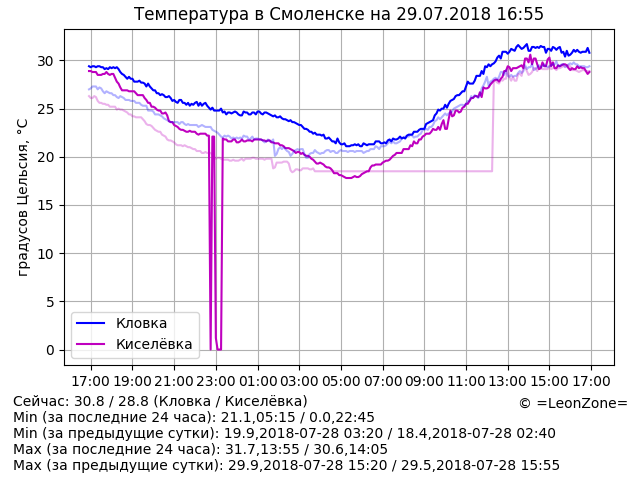 Температура в Смоленске на 29.07.2018 16:55
градусов Цельсия, °C
30
25
20
15
10
5
0
Кловка
Киселёвка
17:00 19:00 21:00 23:00 01:00 03:00 05:00 07:00 09:00 11:00 13:00 15:00 17:00
Сейчас: 30.8 / 28.8 (Кловка / Киселёвка)
© =LeonZone=
Min (за последние 24 часа): 21.1,05:15 / 0.0,22:45
Min (за предыдущие сутки): 19.9,2018-07-28 03:20 / 18.4,2018-07-28 02:40
Max (за последние 24 часа): 31.7,13:55 / 30.6,14:05
Max (за предыдущие сутки): 29.9,2018-07-28 15:20 / 29.5,2018-07-28 15:55